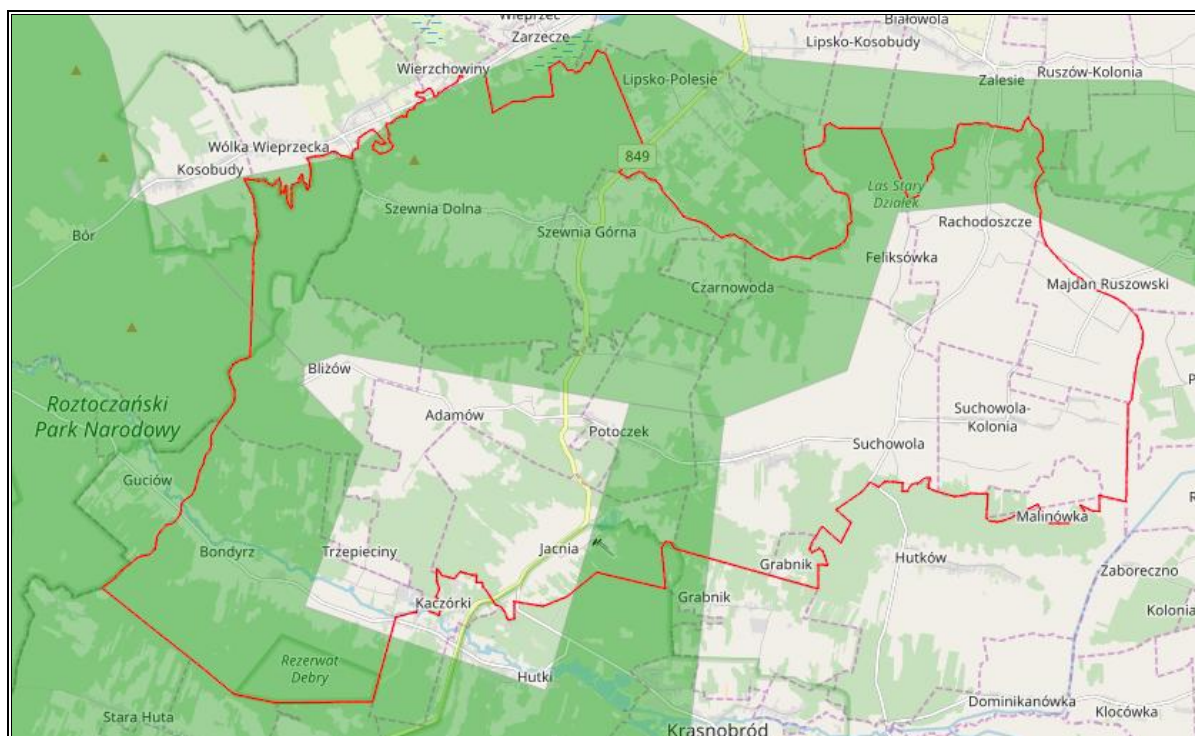 Wieprzec
Zarzecze
Białowola
Lipsko-Kosobudy
Wierzchowiny
Lipsko-Polesie
Zalesie
Ruszów-Kolonia
Wólka Wieprzecka
849
Kosobudy
Las Stary
Działek
Szewnia Dolna
Rachodoszcze
Bór
Szewnia Górna
Feliksówka
Czarnowoda
Majdan Ruszowski
Bliżów
P
Roztoczański
Park Narodowy
Adamów
Suchowola-
Kolonia
Potoczek
Suchowola
Guciów
R
Malinówka
Bondyrz
Trzepieciny
Jacnia
Grabnik
Hutków
Zaboreczno
Kaczórki
Grabnik
Kolonia
Rezerwat
Debry
Hutki
Dominikanówka
Stara Huta
Klocówka
Krasnobród